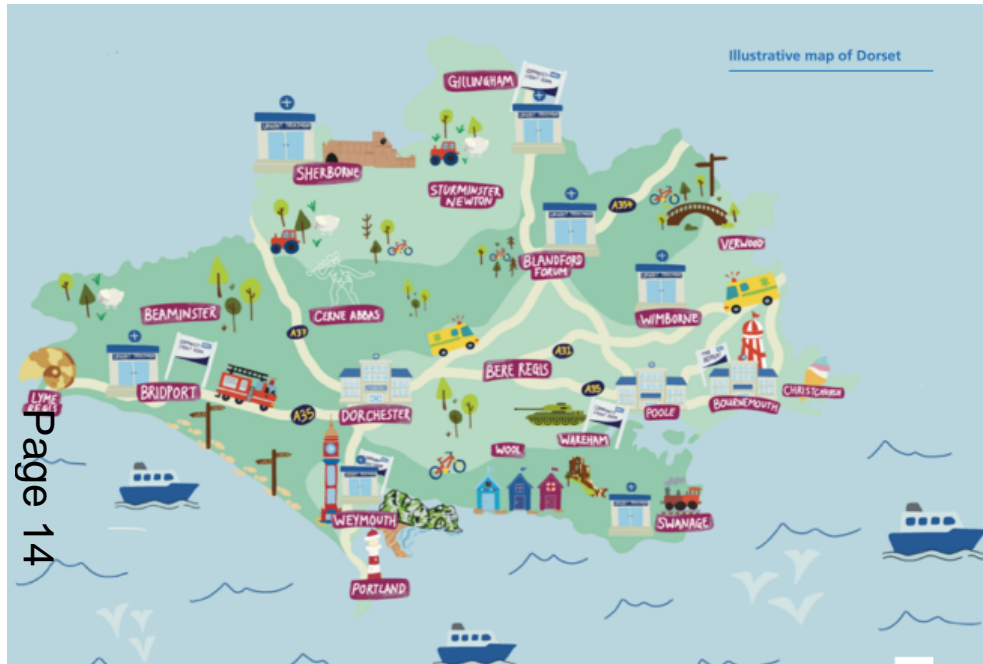 Illustrative map of Dorset
GILLINGHAM
SHERBORNE
STURMINSTER
NEWTON
A354
VERWOOD
BLANDFORD
FORUM
WIMBORNE
BEAMINSTER
CERNE ABBAS
A37
A31
BERE REGIS
A35
BRIDPORT
LYME
REGIS
A35
DORCHESTER
POOLE
BOURNEMOUTH
CHRISTCHURCH
WAREHAM
WOOL
WEYMOUTH
SWANAGE
PORTLAND
Page 14